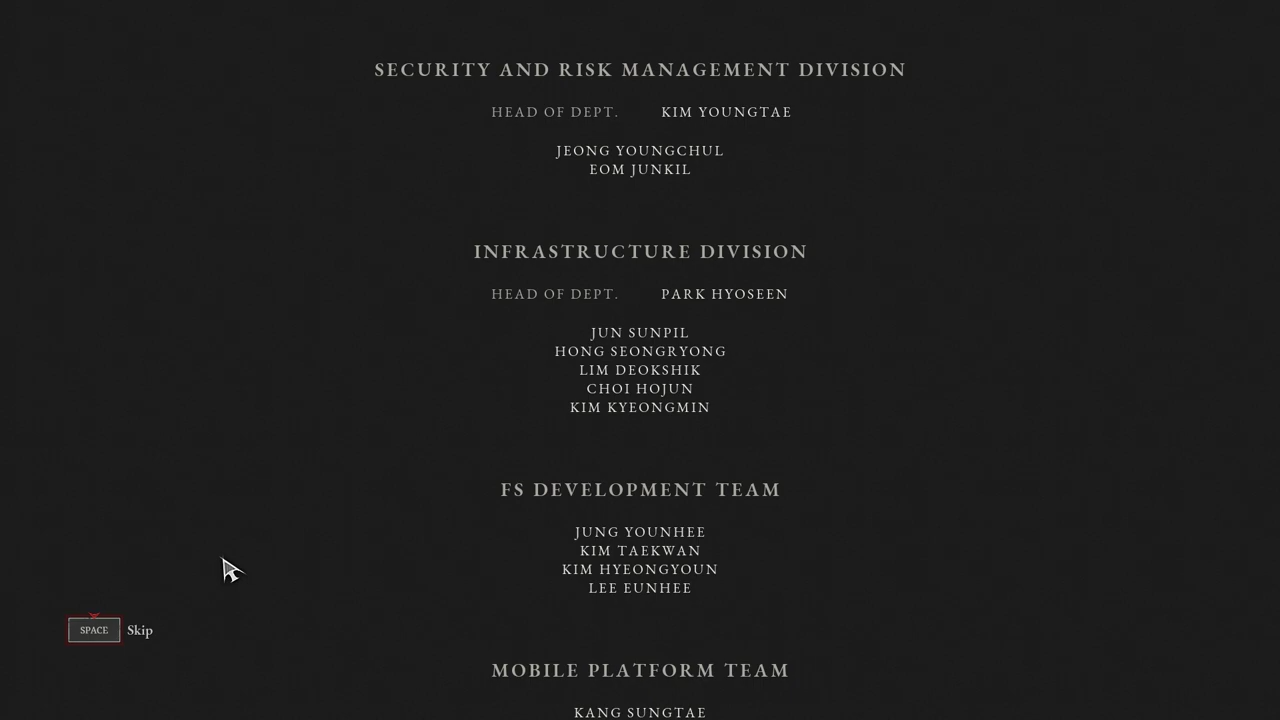 SECURITY AND RISK MANAGEMENT DIVISION
HEAD OF DEPT. KIM YOUNGTAE
JEONG YOUNGCHUL
EOM JUNKIL
INFRASTRUCTURE DIVISION
HEAD OF DEPT. PARK HYOSEEN
JUN SUNPIL
HONG SEONGRYONG
LIM DEOKSHIK
CHOI HOJUN
KIM KYEONGMIN
FS DEVELOPMENT TEAM
JUNG YOUNHEE
KIM TAEKWAN
KIM HYEONGYOUN
LEE EUNHEE
SPACE Skip
MOBILE PLATFORM TEAM
KANG SUNGTAE